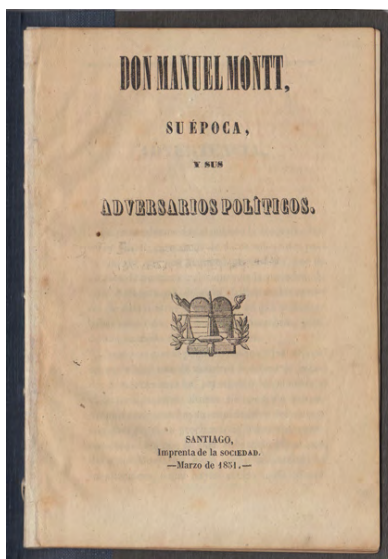 DON MANUEL MONTT,
SU ÉPOCA,
Y SUS
ADVERSARIOS POLÍTICOS.
SANTIAGO,
Imprenta de la SOCIEDAD.
—Marzo de 1851.—